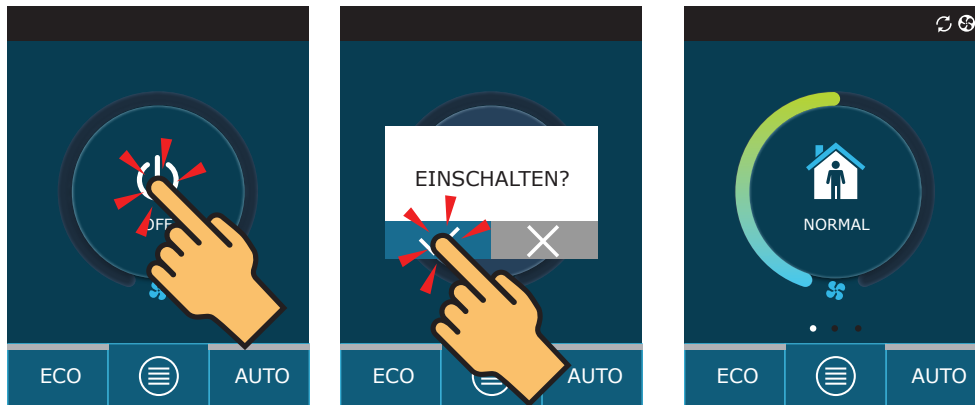 OFF
ECO
AUTO
EINSCHALTEN?
ECO
AUTO
NORMAL
ECO
AUTO